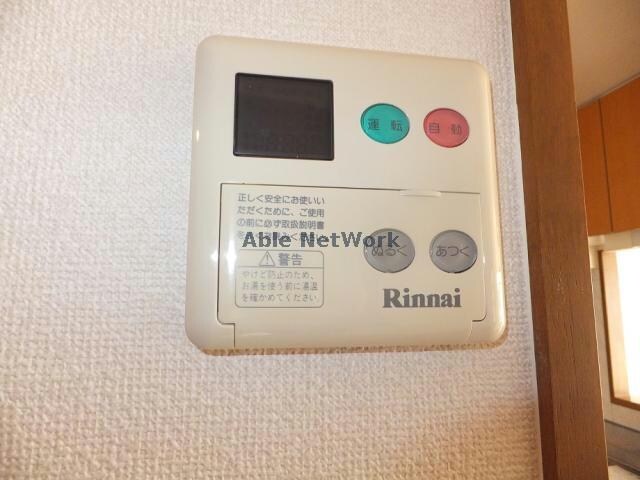 運転
自動
正しく安全にお使いい
ただくために、ご使用
の前に必ず取扱説明書
Able NetWork
ぬるく
あつく
⚠警告
やけど防止のため、
お湯を使う前に湯温
を確かめてください
Rinnai